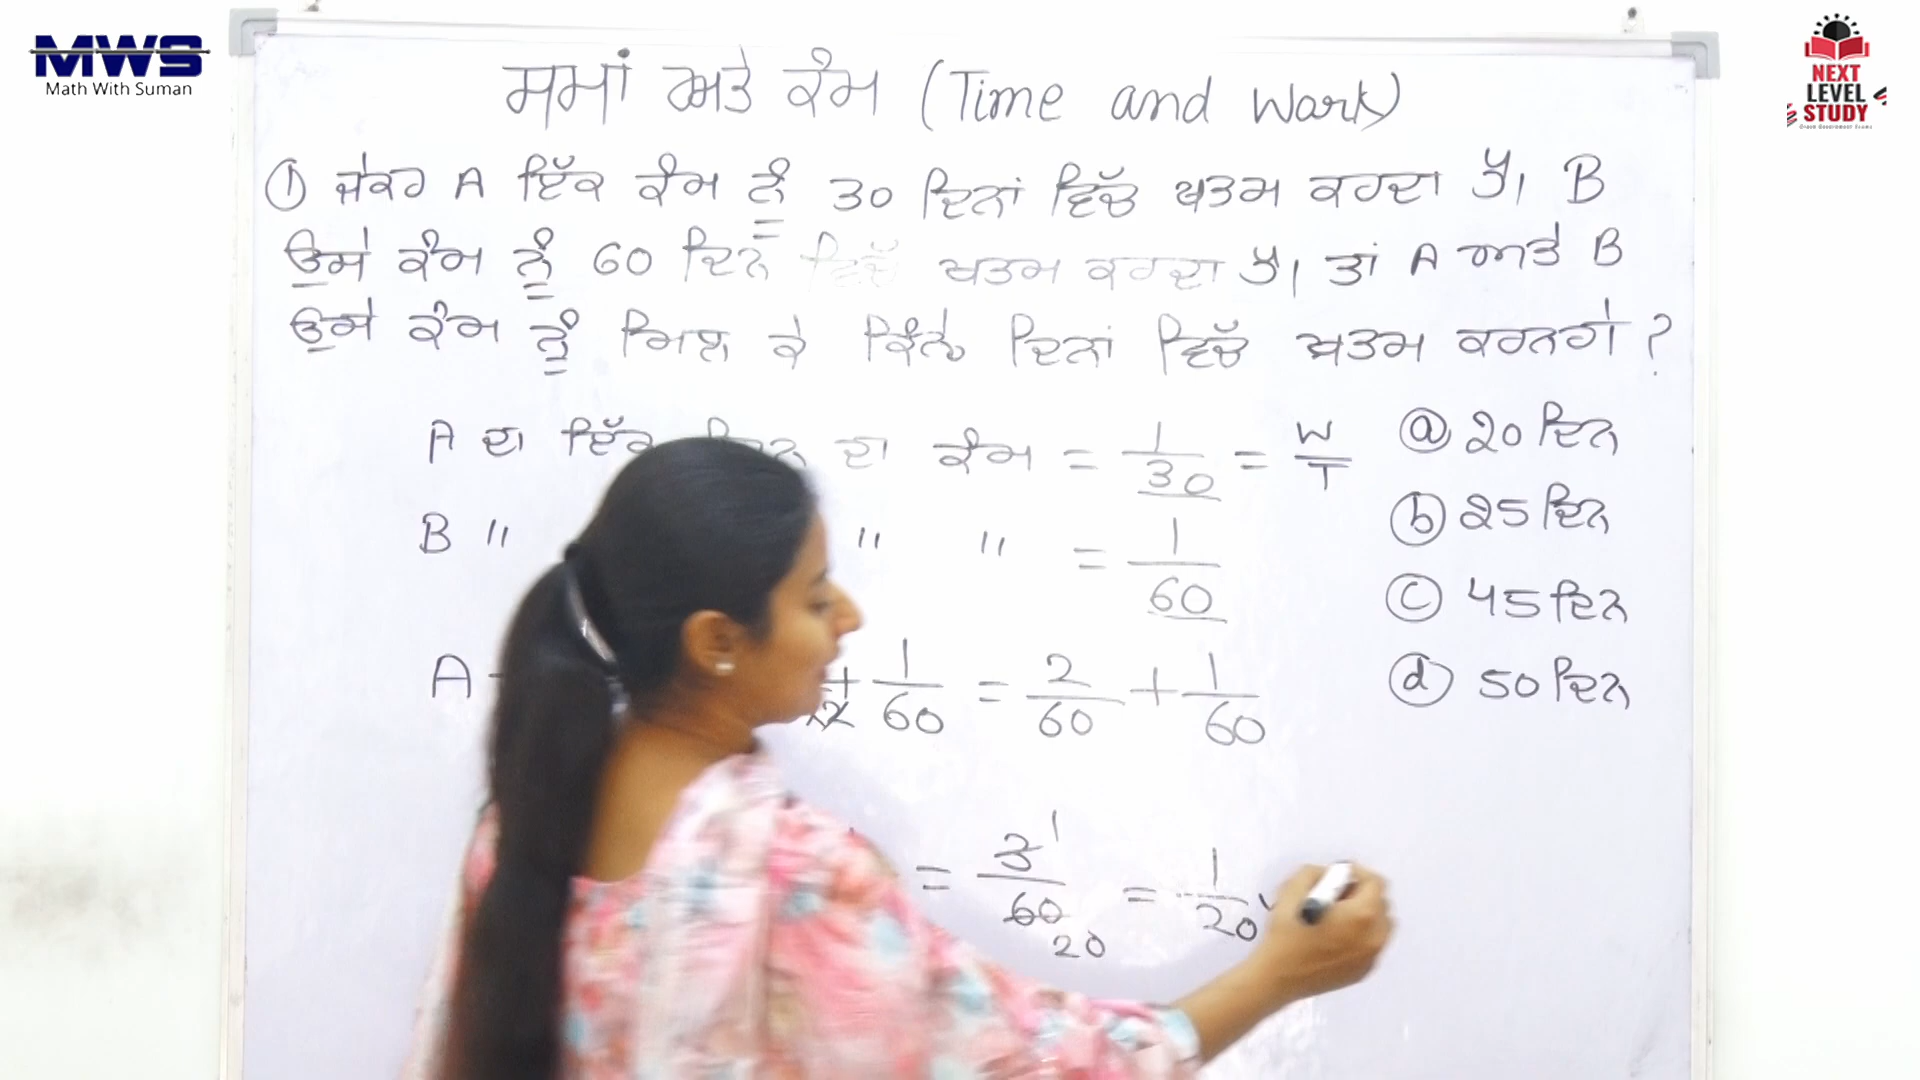 MWS
Math With Suman
NEXT
LEVEL
STUDY
ਸਮਾਂ ਅਤੇ ਕੰਮ (Time and Work)
① ਜੇਕਰ A ਇੱਕ ਕੰਮ ਨੂੰ 30 ਦਿਨਾਂ ਵਿੱਚ ਖਤਮ ਕਰਦਾ ਹੈ। B
ਉਸੇ ਕੰਮ ਨੂੰ 60 ਦਿਨ ਵਿੱਚ ਖਤਮ ਕਰਦਾ ਹੈ। ਤਾਂ A ਅਤੇ B
ਉਸੇ ਕੰਮ ਨੂੰ ਮਿਲ ਕੇ ਕਿੰਨੇ ਦਿਨਾਂ ਵਿੱਚ ਖਤਮ ਕਰਨਗੇ ?
A ਦਾ ਇੱਕ ਦਿਨ ਦਾ ਕੰਮ = 1/30 = W/T
B " " " = 1/60
A + 1/60 = 2/60 + 1/60
= 3/60 = 1/20
1
20
ⓐ 20 ਦਿਨ
ⓑ 25 ਦਿਨ
ⓒ 45 ਦਿਨ
ⓓ 50 ਦਿਨ